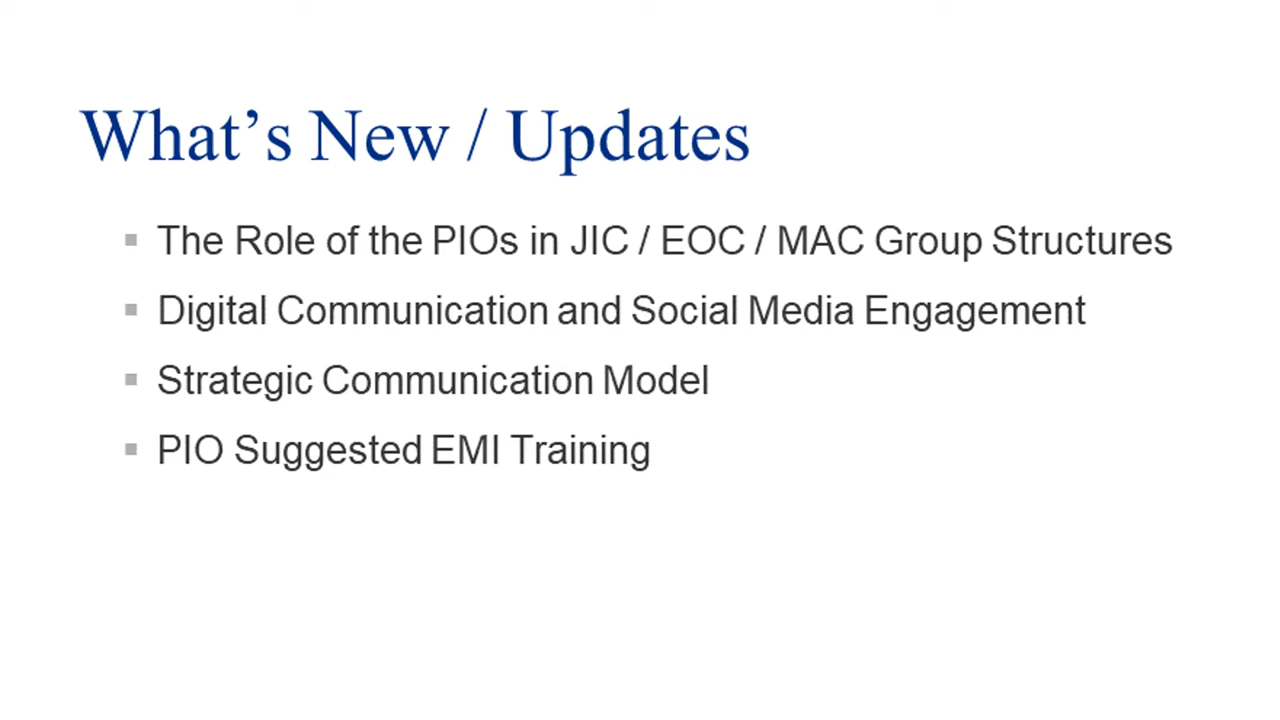 What’s New / Updates
▪ The Role of the PIOs in JIC / EOC / MAC Group Structures
▪ Digital Communication and Social Media Engagement
▪ Strategic Communication Model
▪ PIO Suggested EMI Training